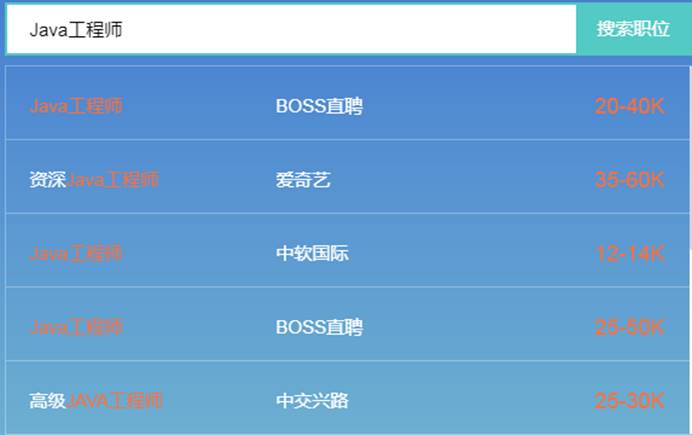 Java工程师 搜索职位
Java工程师 BOSS直聘 20-40K
资深Java工程师 爱奇艺 35-60K
Java工程师 中软国际 12-14K
Java工程师 BOSS直聘 25-50K
高级JAVA工程师 中交兴路 25-30K